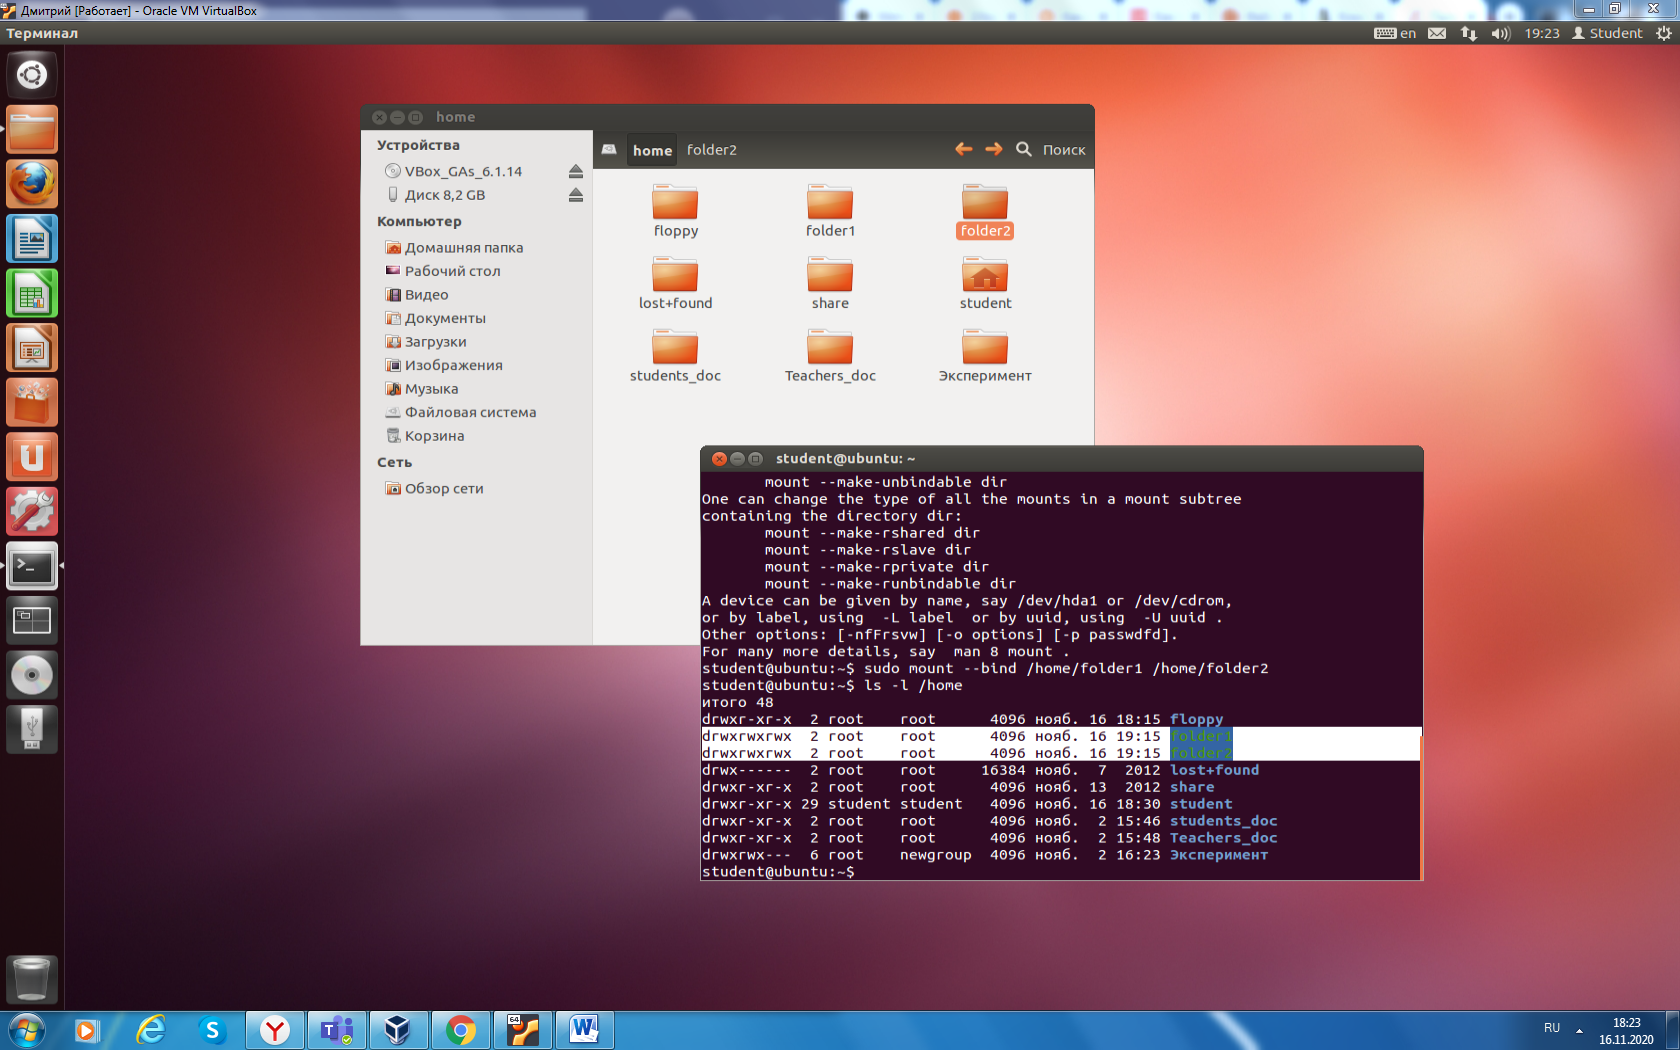 Дмитрий [Работает] - Oracle VM VirtualBox
Терминал
en
19:23
Student
home
Устройства
VBox_GAs_6.1.14
Диск 8,2 GB
Компьютер
Домашняя папка
Рабочий стол
Видео
Документы
Загрузки
Изображения
Музыка
Файловая система
Корзина
Сеть
Обзор сети
home folder2 Поиск
floppy folder1 folder2
lost+found share student
students_doc Teachers_doc Эксперимент
student@ubuntu: ~
mount --make-unbindable dir
One can change the type of all the mounts in a mount subtree
containing the directory dir:
mount --make-rshared dir
mount --make-rslave dir
mount --make-rprivate dir
mount --make-runbindable dir
A device can be given by name, say /dev/hda1 or /dev/cdrom,
or by label, using  -L label  or by uuid, using  -U uuid .
Other options: [-nfFrsvw] [-o options] [-p passwdfd].
For many more details, say  man 8 mount .
student@ubuntu:~$ sudo mount --bind /home/folder1 /home/folder2
student@ubuntu:~$ ls -l /home
итого 48
drwxr-xr-x  2 root    root     4096 нояб. 16 18:15 floppy
drwxrwxrwx  2 root    root     4096 нояб. 16 19:15 folder1
drwxrwxrwx  2 root    root     4096 нояб. 16 19:15 folder2
drwx------  2 root    root    16384 нояб.  7  2012 lost+found
drwxr-xr-x  2 root    root     4096 нояб. 13  2012 share
drwxr-xr-x 29 student student  4096 нояб. 16 18:30 student
drwxr-xr-x  2 root    root     4096 нояб.  2 15:46 students_doc
drwxr-xr-x  2 root    root     4096 нояб.  2 15:48 Teachers_doc
drwxrwx---  6 root    newgroup 4096 нояб.  2 16:23 Эксперимент
student@ubuntu:~$
64
RU
18:23
16.11.2020